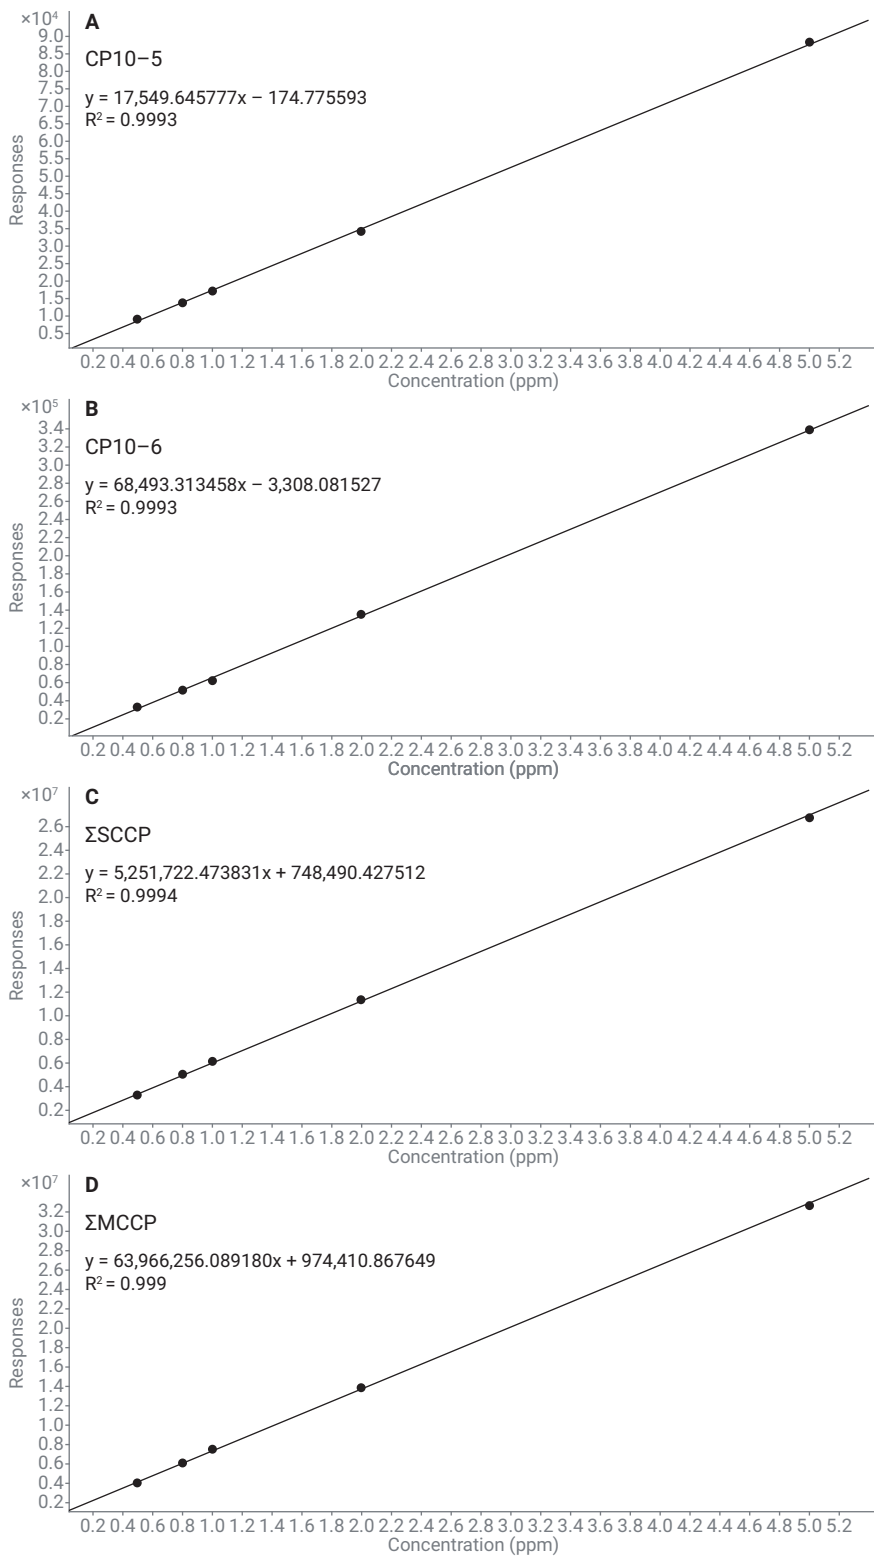 ×10⁴
A
9.0
8.5
8.0
7.5
7.0
6.5
6.0
5.5
5.0
4.5
4.0
3.5
3.0
2.5
2.0
1.5
1.0
0.5
Responses
CP10–5
y = 17,549.645777x – 174.775593
R² = 0.9993
0.2 0.4 0.6 0.8 1.0 1.2 1.4 1.6 1.8 2.0 2.2 2.4 2.6 2.8 3.0 3.2 3.4 3.6 3.8 4.0 4.2 4.4 4.6 4.8 5.0 5.2
Concentration (ppm)
×10⁵
B
3.4
3.2
3.0
2.8
2.6
2.4
2.2
2.0
1.8
1.6
1.4
1.2
1.0
0.8
0.6
0.4
0.2
Responses
CP10–6
y = 68,493.313458x – 3,308.081527
R² = 0.9993
0.2 0.4 0.6 0.8 1.0 1.2 1.4 1.6 1.8 2.0 2.2 2.4 2.6 2.8 3.0 3.2 3.4 3.6 3.8 4.0 4.2 4.4 4.6 4.8 5.0 5.2
Concentration (ppm)
×10⁷
C
2.6
2.4
2.2
2.0
1.8
1.6
1.4
1.2
1.0
0.8
0.6
0.4
0.2
Responses
ΣSCCP
y = 5,251,722.473831x + 748,490.427512
R² = 0.9994
0.2 0.4 0.6 0.8 1.0 1.2 1.4 1.6 1.8 2.0 2.2 2.4 2.6 2.8 3.0 3.2 3.4 3.6 3.8 4.0 4.2 4.4 4.6 4.8 5.0 5.2
Concentration (ppm)
×10⁷
D
3.2
3.0
2.8
2.6
2.4
2.2
2.0
1.8
1.6
1.4
1.2
1.0
0.8
0.6
0.4
0.2
Responses
ΣMCCP
y = 63,966,256.089180x + 974,410.867649
R² = 0.999
0.2 0.4 0.6 0.8 1.0 1.2 1.4 1.6 1.8 2.0 2.2 2.4 2.6 2.8 3.0 3.2 3.4 3.6 3.8 4.0 4.2 4.4 4.6 4.8 5.0 5.2
Concentration (ppm)